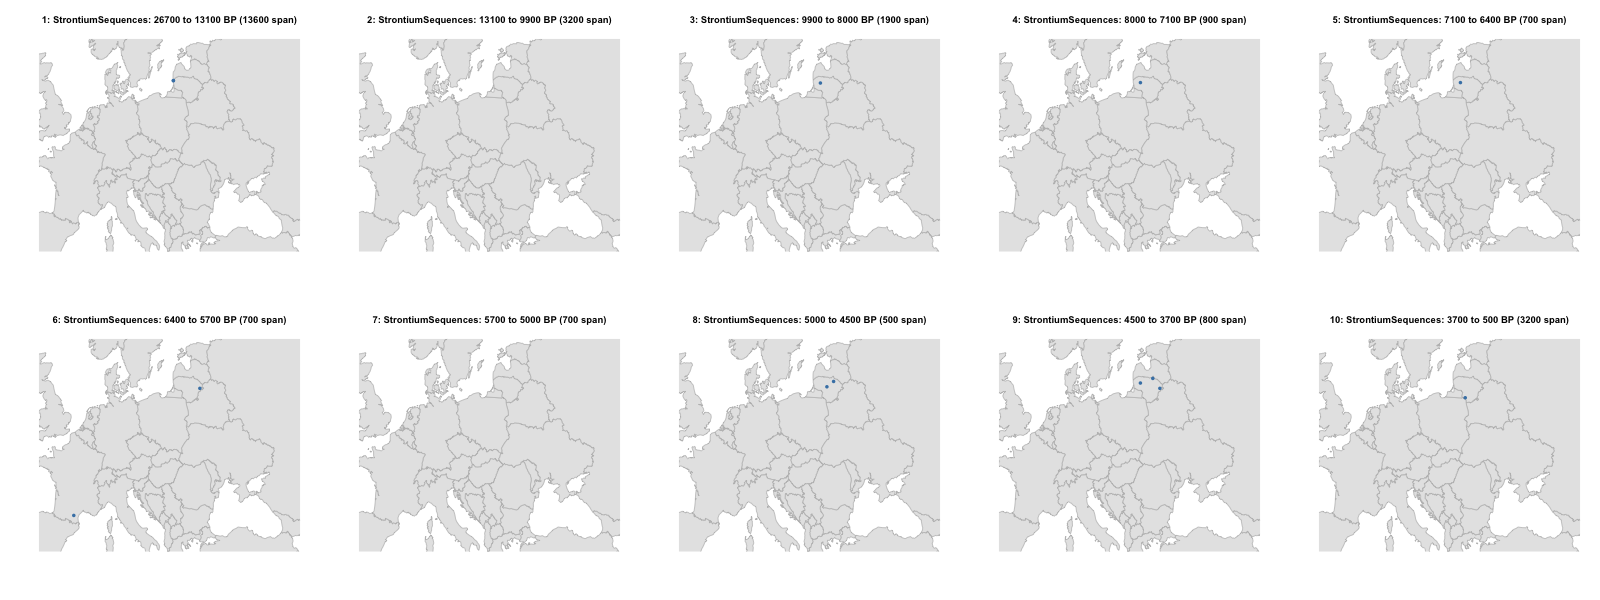 1: StrontiumSequences: 26700 to 13100 BP (13600 span)
2: StrontiumSequences: 13100 to 9900 BP (3200 span)
3: StrontiumSequences: 9900 to 8000 BP (1900 span)
4: StrontiumSequences: 8000 to 7100 BP (900 span)
5: StrontiumSequences: 7100 to 6400 BP (700 span)
6: StrontiumSequences: 6400 to 5700 BP (700 span)
7: StrontiumSequences: 5700 to 5000 BP (700 span)
8: StrontiumSequences: 5000 to 4500 BP (500 span)
9: StrontiumSequences: 4500 to 3700 BP (800 span)
10: StrontiumSequences: 3700 to 500 BP (3200 span)